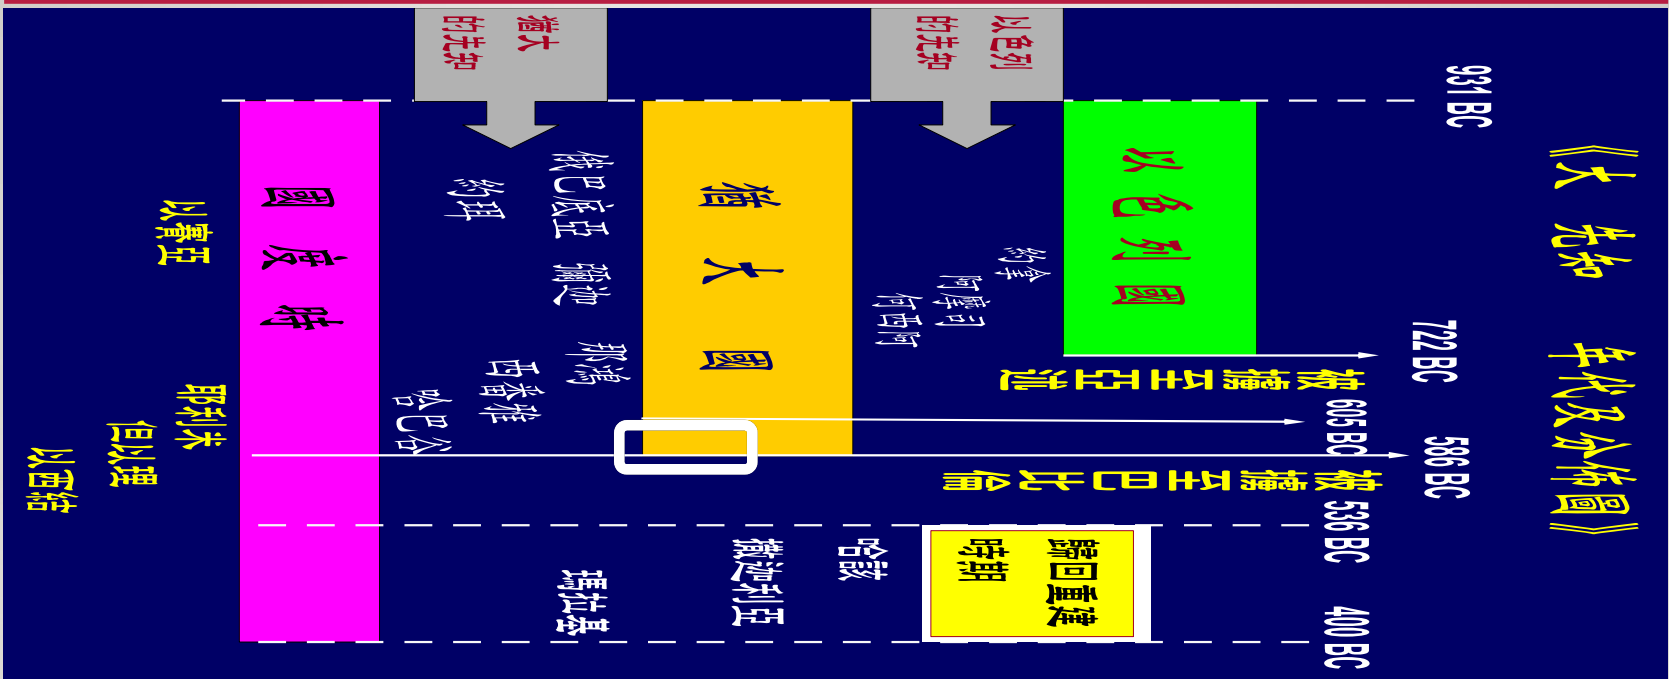 《大 先知 年代及分佈圖》
931 BC
722 BC
605 BC
586 BC
536 BC
400 BC
以色列
的先知
以色列國
被擄至亞述
被擄至巴比倫
約拿
阿摩司
何西阿
猶大
的先知
猶大國
俄巴底亞
約珥
彌迦
那鴻
西番雅
哈巴谷
歸回重建
時期
哈該
撒迦利亞
瑪拉基
國度時
以賽亞
耶利米
但以理
以西結